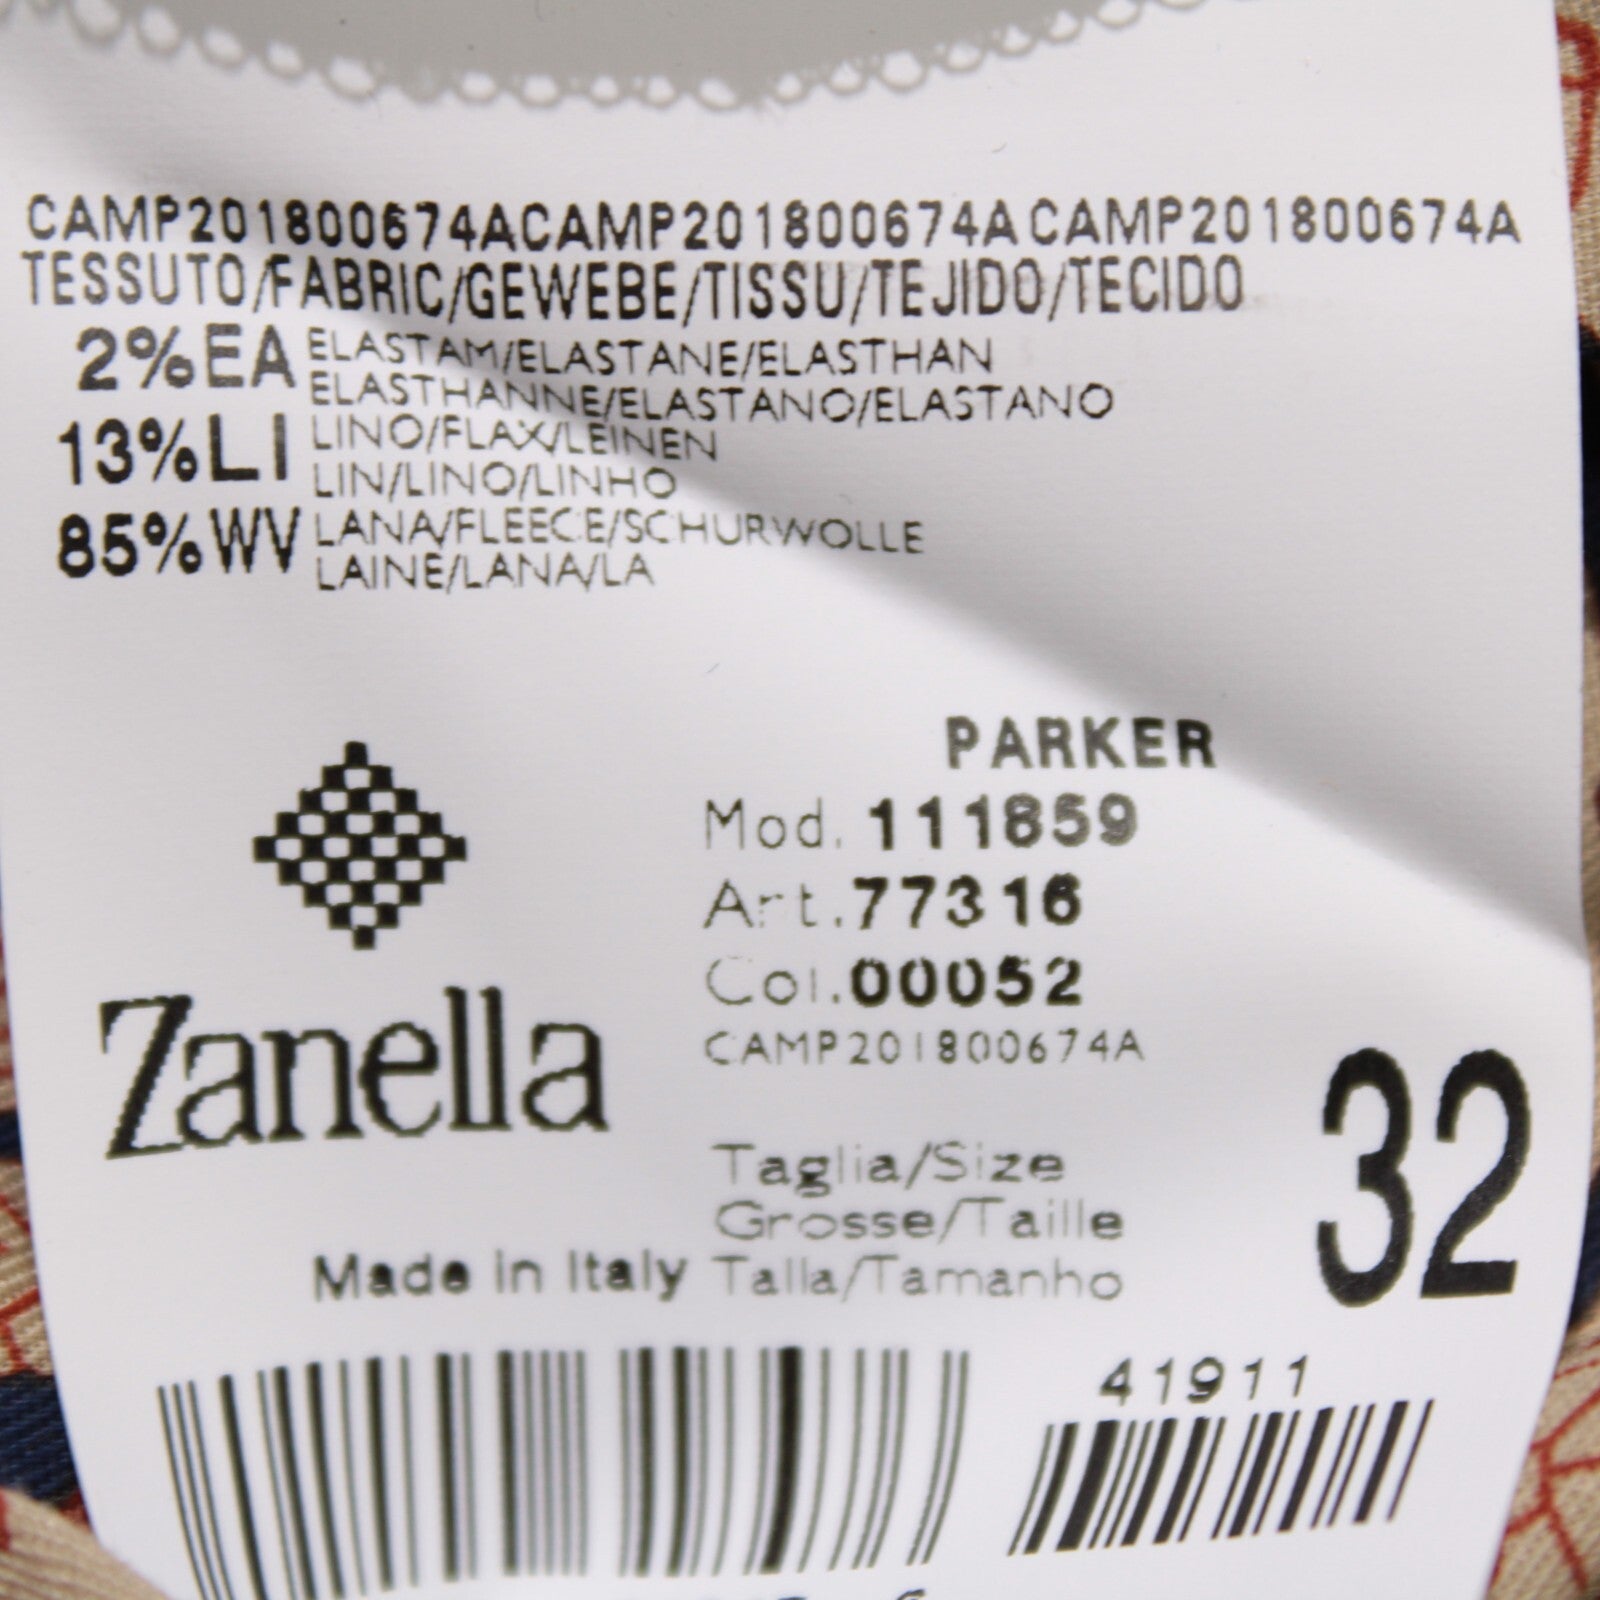 CAMP201800674ACAMP201800674ACAMP201800674A
TESSUTO/FABRIC/GEWEBE/TISSU/TEJIDO/TECIDO
2%EA ELASTAM/ELASTANE/ELASTHAN
ELASTHANNE/ELASTANO/ELASTANO
13%LI LINO/FLAX/LEINEN
LIN/LINO/LINHO
85%WV LANA/FLEECE/SCHURWOLLE
LAINE/LANA/LA
PARKER
Mod. 111859
Art.77316
Col.00052
CAMP201800674A
Zanella
Taglia/Size
Grosse/Taille
Talla/Tamanho
32
Made in Italy
41911